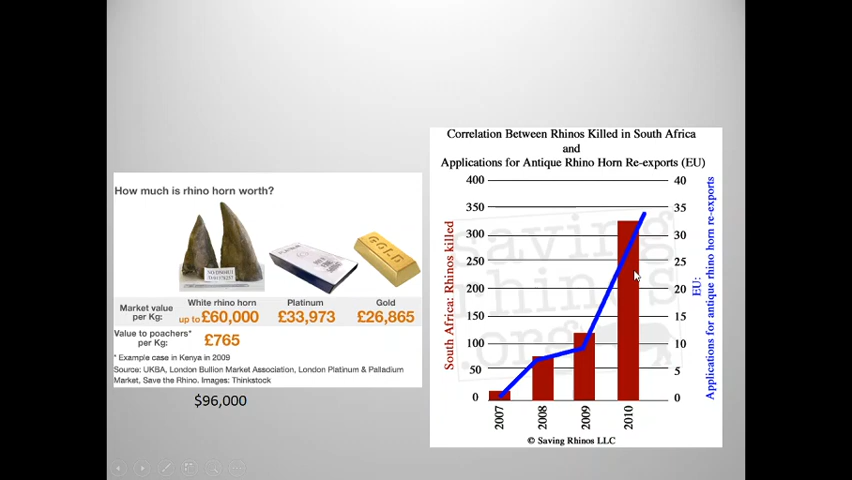 How much is rhino horn worth?
White rhino horn
Platinum
Gold
Market value
per Kg:
up to £60,000
£33,973
£26,865
Value to poachers*
per Kg:
£765
* Example case in Kenya in 2009
Source: UKBA, London Bullion Market Association, London Platinum & Palladium
Market, Save the Rhino. Images: Thinkstock
$96,000
Correlation Between Rhinos Killed in South Africa
and
Applications for Antique Rhino Horn Re-exports (EU)
South Africa: Rhinos killed
400
350
300
250
200
150
100
50
0
saving
rhinos
.org
40
35
30
25
20
15
10
5
0
EU:
Applications for antique rhino horn re-exports
2007
2008
2009
2010
© Saving Rhinos LLC
GOLD